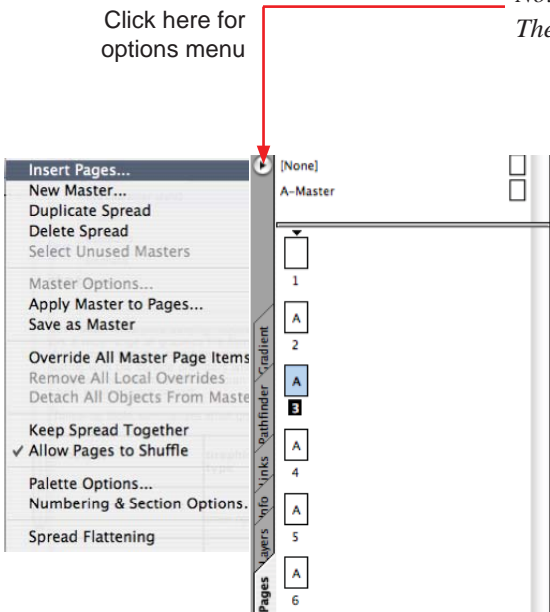 The
Click here for
options menu
Insert Pages...
New Master...
Duplicate Spread
Delete Spread
Select Unused Masters
Master Options...
Apply Master to Pages...
Save as Master
Override All Master Page Items
Remove All Local Overrides
Detach All Objects From Maste
Keep Spread Together
✓ Allow Pages to Shuffle
Palette Options...
Numbering & Section Options.
Spread Flattening
[None]
A-Master
1
A
2
A
3
A
4
A
5
A
6
Gradient
Pathfinder
Links
Info
Layers
Pages